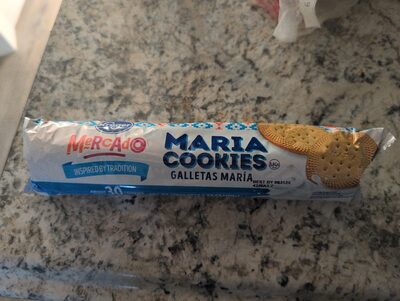 MERCADO
INSPIRED BY TRADITION
MARIA
COOKIES
GALLETAS MARÍA
30